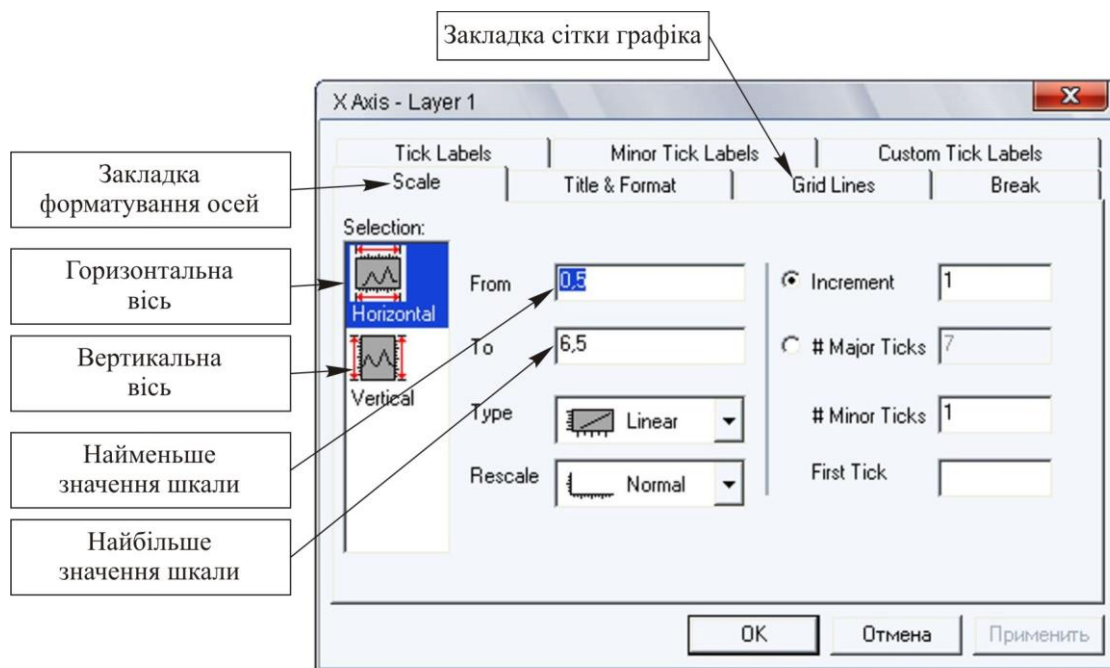 Закладка сітки графіка
X Axis - Layer 1
Tick Labels
Minor Tick Labels
Custom Tick Labels
Scale
Title & Format
Grid Lines
Break
Закладка
форматування осей
Selection:
Горизонтальна
вісь
Horizontal
From
0,5
Increment
1
Вертикальна
вісь
Vertical
To
6,5
# Major Ticks
7
Type
Linear
# Minor Ticks
1
Найменше
значення шкали
Rescale
Normal
First Tick
Найбільше
значення шкали
OK
Отмена
Применить